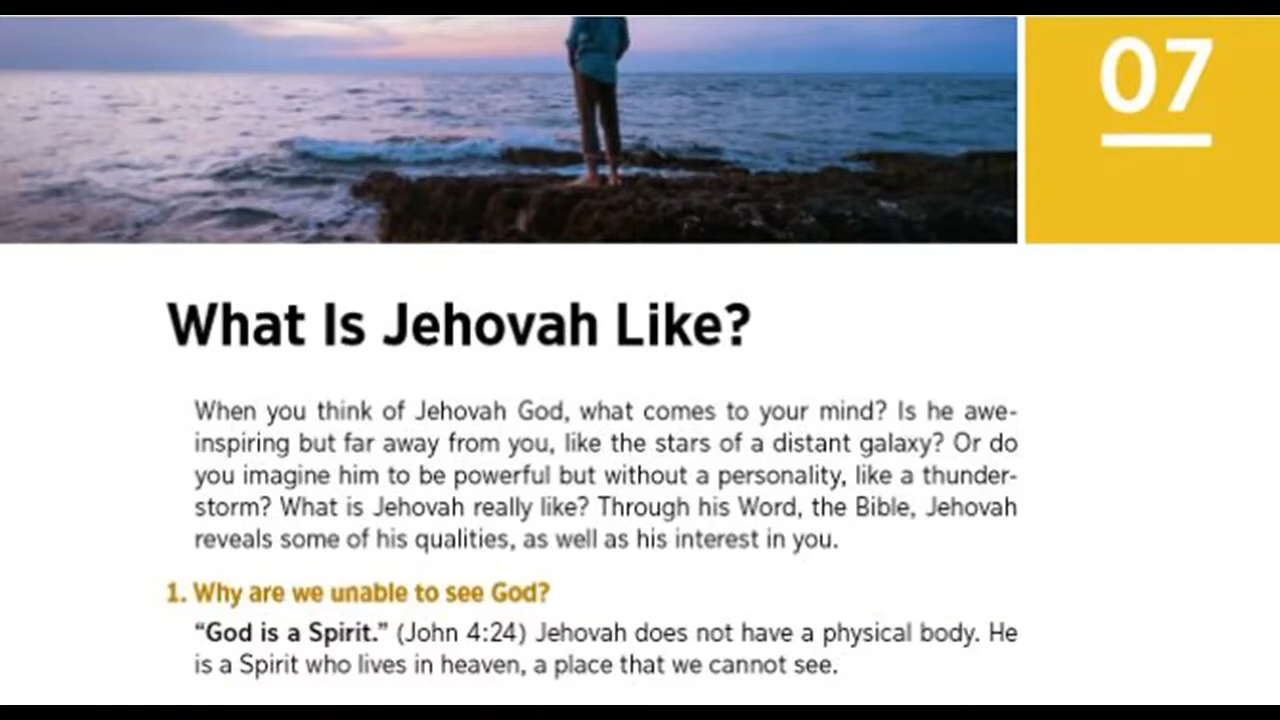 07
What Is Jehovah Like?
When you think of Jehovah God, what comes to your mind? Is he awe-
inspiring but far away from you, like the stars of a distant galaxy? Or do
you imagine him to be powerful but without a personality, like a thunder-
storm? What is Jehovah really like? Through his Word, the Bible, Jehovah
reveals some of his qualities, as well as his interest in you.
1. Why are we unable to see God?
“God is a Spirit.” (John 4:24) Jehovah does not have a physical body. He
is a Spirit who lives in heaven, a place that we cannot see.